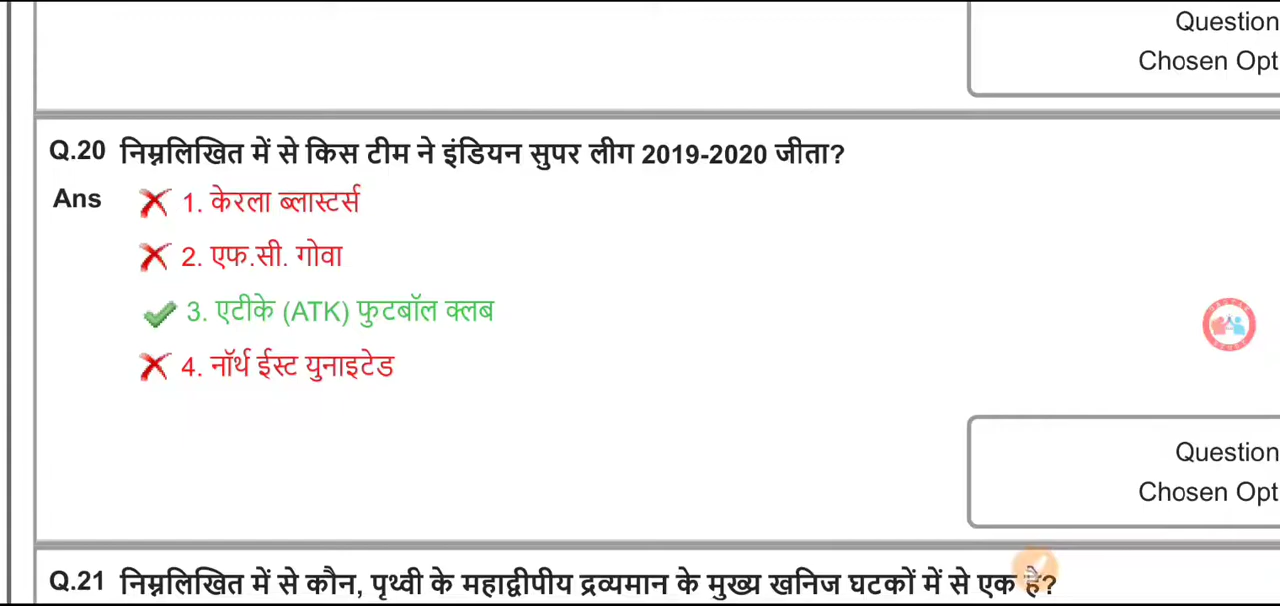 Question
Chosen Opt
Q.20 निम्नलिखित में से किस टीम ने इंडियन सुपर लीग 2019-2020 जीता?
Ans 1. केरला ब्लास्टर्स
2. एफ.सी. गोवा
3. एटीके (ATK) फुटबॉल क्लब
4. नॉर्थ ईस्ट युनाइटेड
Question
Chosen Opt
Q.21 निम्नलिखित में से कौन, पृथ्वी के महाद्वीपीय द्रव्यमान के मुख्य खनिज घटकों में से एक है?